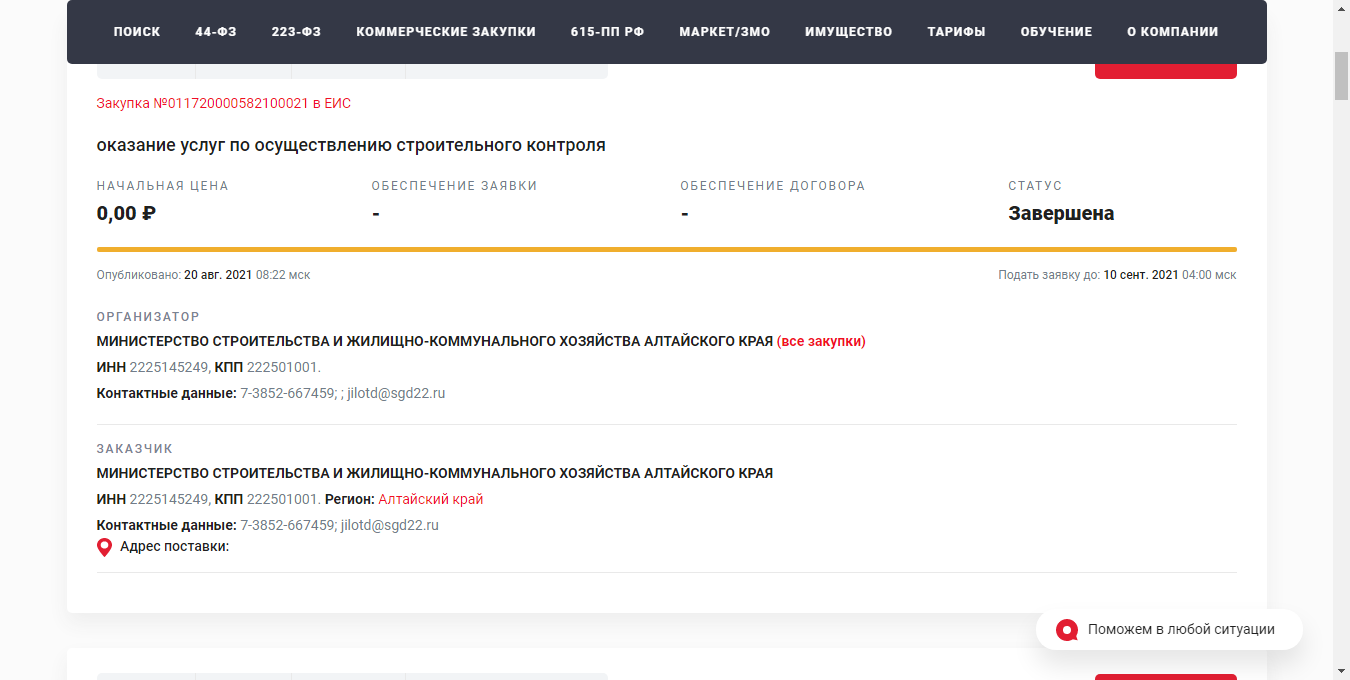 ПОИСК 44-ФЗ 223-ФЗ КОММЕРЧЕСКИЕ ЗАКУПКИ 615-ПП РФ МАРКЕТ/ЗМО ИМУЩЕСТВО ТАРИФЫ ОБУЧЕНИЕ О КОМПАНИИ
Закупка №011720000582100021 в ЕИС
оказание услуг по осуществлению строительного контроля
НАЧАЛЬНАЯ ЦЕНА ОБЕСПЕЧЕНИЕ ЗАЯВКИ ОБЕСПЕЧЕНИЕ ДОГОВОРА СТАТУС
0,00 ₽ - - Завершена
Опубликовано: 20 авг. 2021 08:22 мск Подать заявку до: 10 сент. 2021 04:00 мск
ОРГАНИЗАТОР
МИНИСТЕРСТВО СТРОИТЕЛЬСТВА И ЖИЛИЩНО-КОММУНАЛЬНОГО ХОЗЯЙСТВА АЛТАЙСКОГО КРАЯ (все закупки)
ИНН 2225145249, КПП 222501001.
Контактные данные: 7-3852-667459; ; jilotd@sgd22.ru
ЗАКАЗЧИК
МИНИСТЕРСТВО СТРОИТЕЛЬСТВА И ЖИЛИЩНО-КОММУНАЛЬНОГО ХОЗЯЙСТВА АЛТАЙСКОГО КРАЯ
ИНН 2225145249, КПП 222501001. Регион: Алтайский край
Контактные данные: 7-3852-667459; jilotd@sgd22.ru
Адрес поставки:
Поможем в любой ситуации